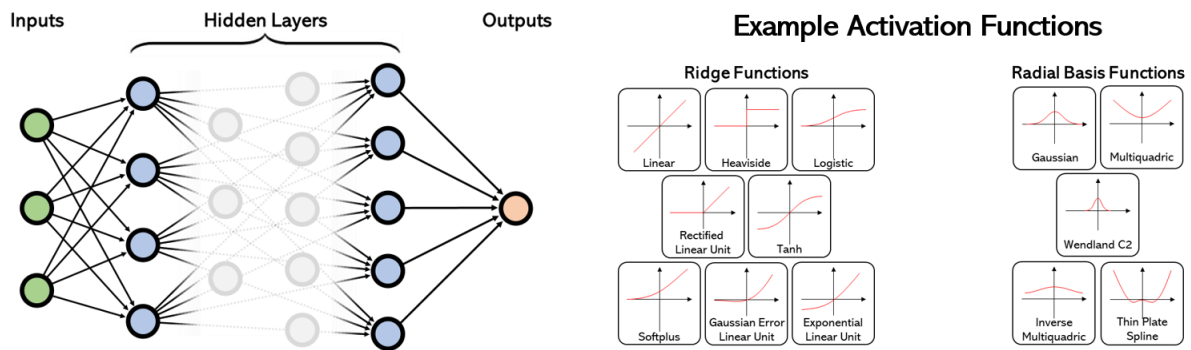 Inputs
Hidden Layers
Outputs
Example Activation Functions
Ridge Functions
Linear
Heaviside
Logistic
Rectified
Linear Unit
Tanh
Softplus
Gaussian Error
Linear Unit
Exponential
Linear Unit
Radial Basis Functions
Gaussian
Multiquadric
Wendland C2
Inverse
Multiquadric
Thin Plate
Spline